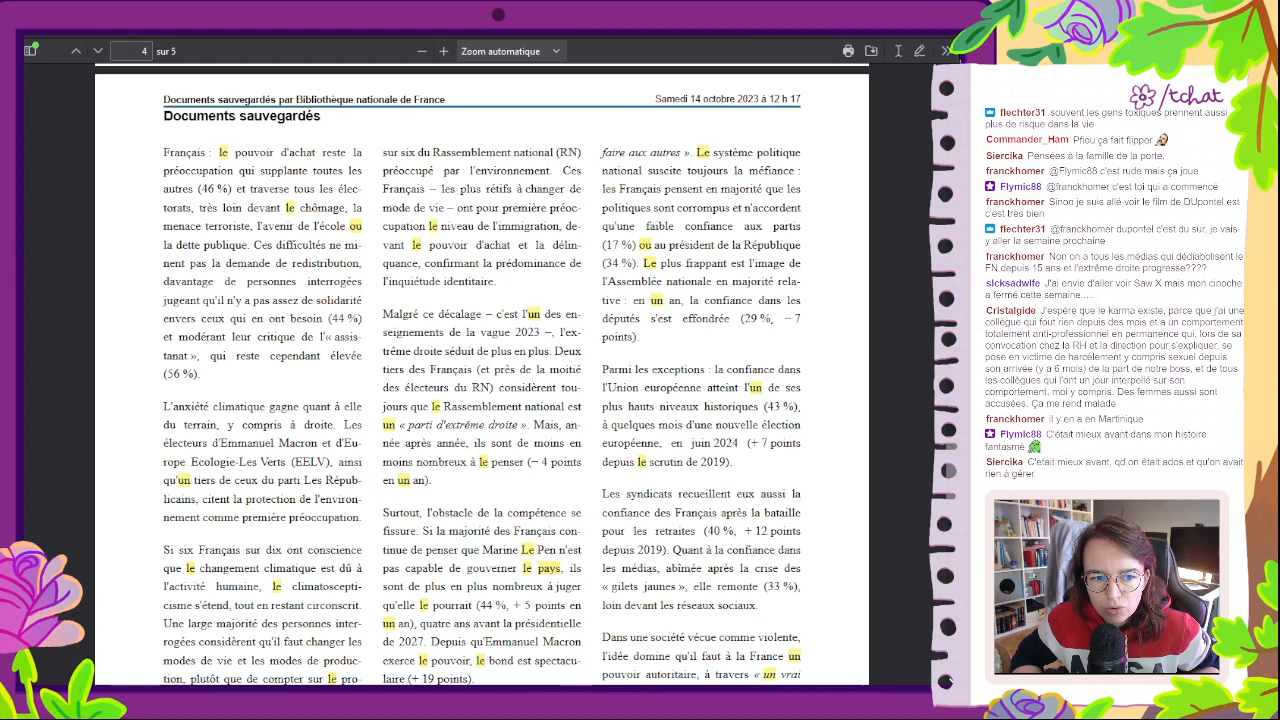 4 sur 5
Zoom automatique
Documents sauvegardés par Bibliothèque nationale de France
Samedi 14 octobre 2023 à 12 h 17
Documents sauvegardés
Français : le pouvoir d'achat reste la
préoccupation qui supplante toutes les
autres (46 %) et traverse tous les élec-
torats, très loin devant le chômage, la
menace terroriste, l'avenir de l'école ou
la dette publique. Ces difficultés ne mi-
nent pas la demande de redistribution,
davantage de personnes interrogées
jugeant qu'il n'y a pas assez de solidarité
envers ceux qui en ont besoin (44 %)
et modérant leur critique de l'« assis-
tanat », qui reste cependant élevée
(56 %).
L'anxiété climatique gagne quant à elle
du terrain, y compris à droite. Les
électeurs d'Emmanuel Macron et d'Eu-
rope Ecologie-Les Verts (EELV), ainsi
qu'un tiers de ceux du parti Les Répub-
licains, citent la protection de l'environ-
nement comme première préoccupation.
Si six Français sur dix ont conscience
que le changement climatique est dû à
l'activité humaine, le climatoscepti-
cisme s'étend, tout en restant circonscrit.
Une large majorité des personnes inter-
rogées considèrent qu'il faut changer les
modes de vie et les modes de produc-
tion, plutôt que de compter sur le pro-
sur six du Rassemblement national (RN)
préoccupé par l'environnement. Ces
Français – les plus rétifs à changer de
mode de vie – ont pour première préoc-
cupation le niveau de l'immigration, de-
vant le pouvoir d'achat et la délin-
quance, confirmant la prédominance de
l'inquiétude identitaire.
Malgré ce décalage – c'est l'un des en-
seignements de la vague 2023 –, l'ex-
trême droite séduit de plus en plus. Deux
tiers des Français (et près de la moitié
des électeurs du RN) considèrent tou-
jours que le Rassemblement national est
un « parti d'extrême droite ». Mais, an-
née après année, ils sont de moins en
moins nombreux à le penser (– 4 points
en un an).
Surtout, l'obstacle de la compétence se
fissure. Si la majorité des Français con-
tinue de penser que Marine Le Pen n'est
pas capable de gouverner le pays, ils
sont de plus en plus nombreux à juger
qu'elle le pourrait (44 %, + 5 points en
un an), quatre ans avant la présidentielle
de 2027. Depuis qu'Emmanuel Macron
exerce le pouvoir, le bond est spectacu-
laire (+ 19 points).
faire aux autres ». Le système politique
national suscite toujours la méfiance :
les Français pensent en majorité que les
politiques sont corrompus et n'accordent
qu'une faible confiance aux partis
(17 %) ou au président de la République
(34 %). Le plus frappant est l'image de
l'Assemblée nationale en majorité rela-
tive : en un an, la confiance dans les
députés s'est effondrée (29 %, – 7
points).
Parmi les exceptions : la confiance dans
l'Union européenne atteint l'un de ses
plus hauts niveaux historiques (43 %),
à quelques mois d'une nouvelle élection
européenne, en juin 2024 (+ 7 points
depuis le scrutin de 2019).
Les syndicats recueillent eux aussi la
confiance des Français après la bataille
pour les retraites (40 %, + 12 points
depuis 2019). Quant à la confiance dans
les médias, abîmée après la crise des
« gilets jaunes », elle remonte (33 %),
loin devant les réseaux sociaux.
Dans une société vécue comme violente,
l'idée domine qu'il faut à la France un
pouvoir autoritaire, à travers « un vrai
/tchat
flechter31 souvent les gens toxiques prennent aussi
plus de risque dans la vie
Commander_Ham Pfiou ça fait flipper
Siercika Pensées à la famille de la porte.
franckhomer @Flymic88 c'est rude mais ça joue
Flymic88 @franckhomer c'est toi qui a commencé
franckhomer Sinon je suis allé voir le film de DUpontel est
c'est très bien
flechter31 @franckhomer dupontel c'est du sur, je vais
y aller la semaine prochaine
franckhomer Non on a tous les médias qui dédiabolisent le
FN depuis 15 ans et l'extrême droite progresse????
sicksadwife J'ai envie d'aller voir Saw X mais mon cinoche
a fermé cette semaine.....
Cristalgide J'espère que le karma existe, parce que j'ai une
collègue qui fout rien depuis des mois et a un comportement
totalement anti-professionnel en permanence qui, lors de sa
convocation chez la RH et la direction pour s'expliquer. se
pose en victime de harcèlement y compris sexuel depuis
son arrivée (y a 6 mois) de la part de notre boss, et de tous
les collègues qui l'ont un jour interpellé sur son
comportement, moi y compris. Des femmes aussi sont
accusées. Ça me rend malade
franckhomer il y en a en Martinique
Flymic88 C'était mieux avant dans mon histoire
fantasmé
Siercika C'etait mieux avant, qd on était ados et qu'on avait
rien à gérer